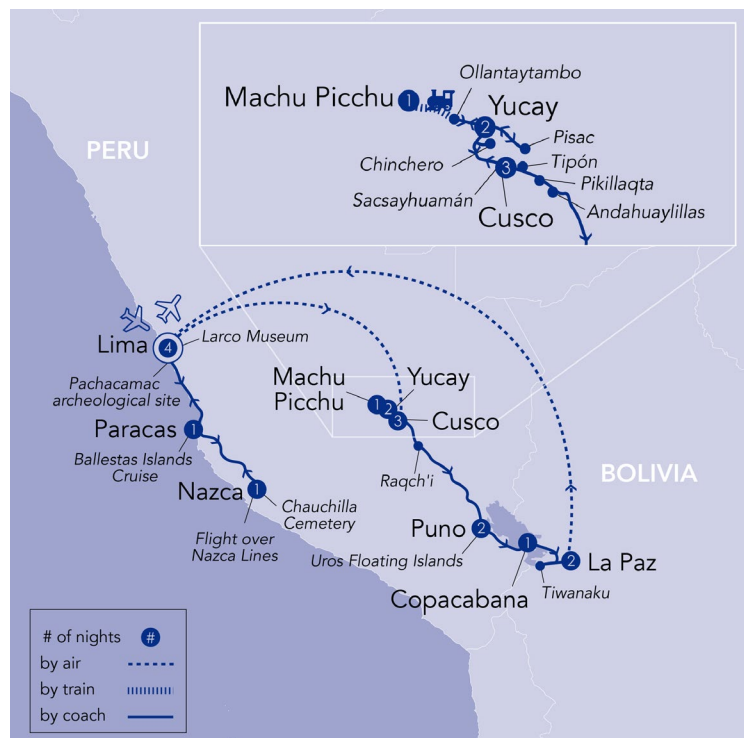 Ollantaytambo
Machu Picchu 1
Yucay
2
Pisac
Chinchero
Tipón
3
Pikillaqta
Sacsayhuamán
Andahuaylillas
Cusco
PERU
Lima 4
Larco Museum
Pachacamac
archeological site
Machu
Picchu
Yucay
1 2 3
Cusco
Paracas 1
Ballestas Islands
Cruise
Raqch'i
BOLIVIA
Nazca 1
Chauchilla
Cemetery
Flight over
Nazca Lines
Puno 2
Uros Floating Islands
1
2 La Paz
Copacabana
Tiwanaku
# of nights #
by air
by train
by coach